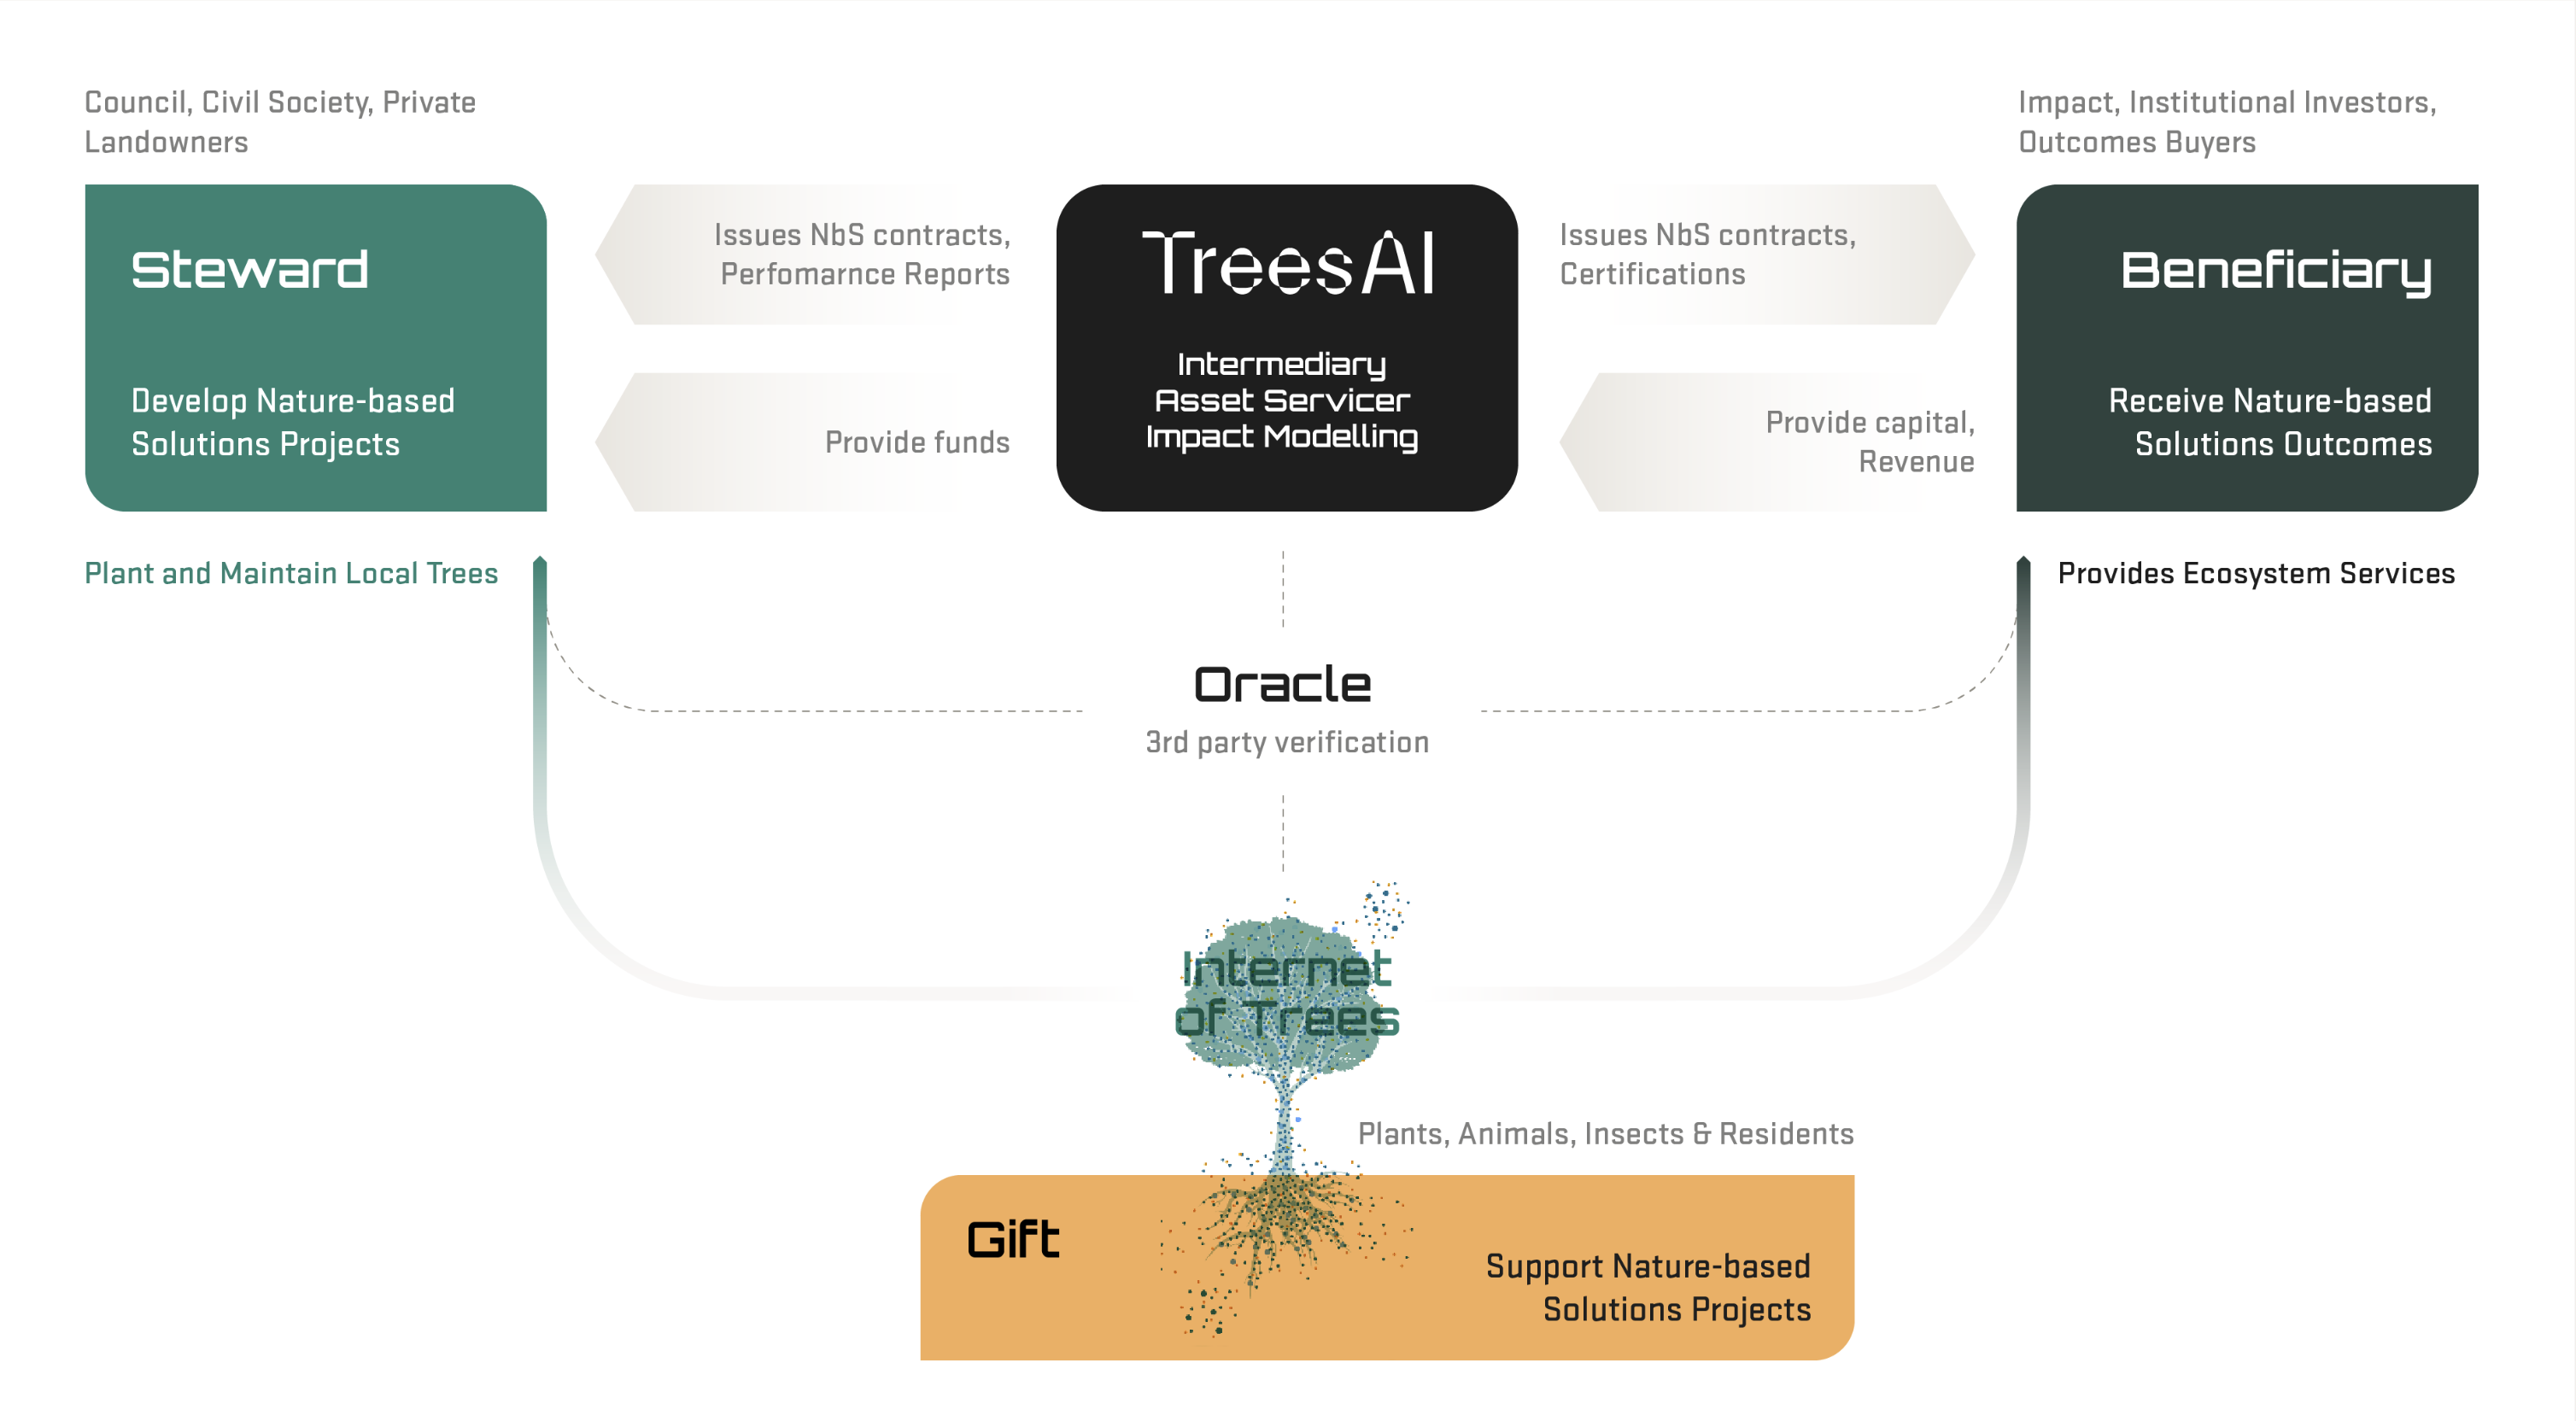 Council, Civil Society, Private
Landowners
Steward
Develop Nature-based
Solutions Projects
Plant and Maintain Local Trees
Issues NbS contracts,
Perfomarnce Reports
Provide funds
TreesAI
Intermediary
Asset Servicer
Impact Modelling
Issues NbS contracts,
Certifications
Provide capital,
Revenue
Impact, Institutional Investors,
Outcomes Buyers
Beneficiary
Receive Nature-based
Solutions Outcomes
Provides Ecosystem Services
Oracle
3rd party verification
Internet
of Trees
Plants, Animals, Insects & Residents
Gift
Support Nature-based
Solutions Projects